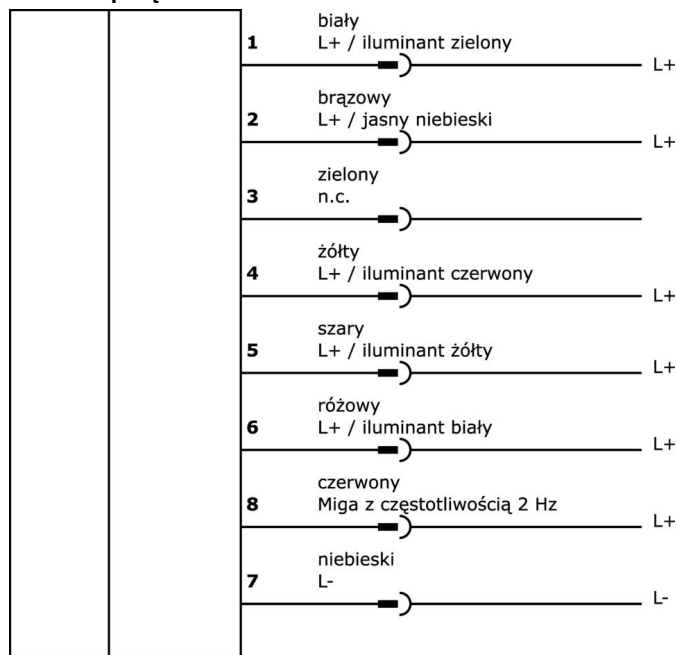 biały
1 L+ / iluminant zielony
L+
brązowy
2 L+ / jasny niebieski
L+
zielony
3 n.c.
żółty
4 L+ / iluminant czerwony
L+
szary
5 L+ / iluminant żółty
L+
różowy
6 L+ / iluminant biały
L+
czerwony
8 Miga z częstotliwością 2 Hz
L+
niebieski
7 L-
L-